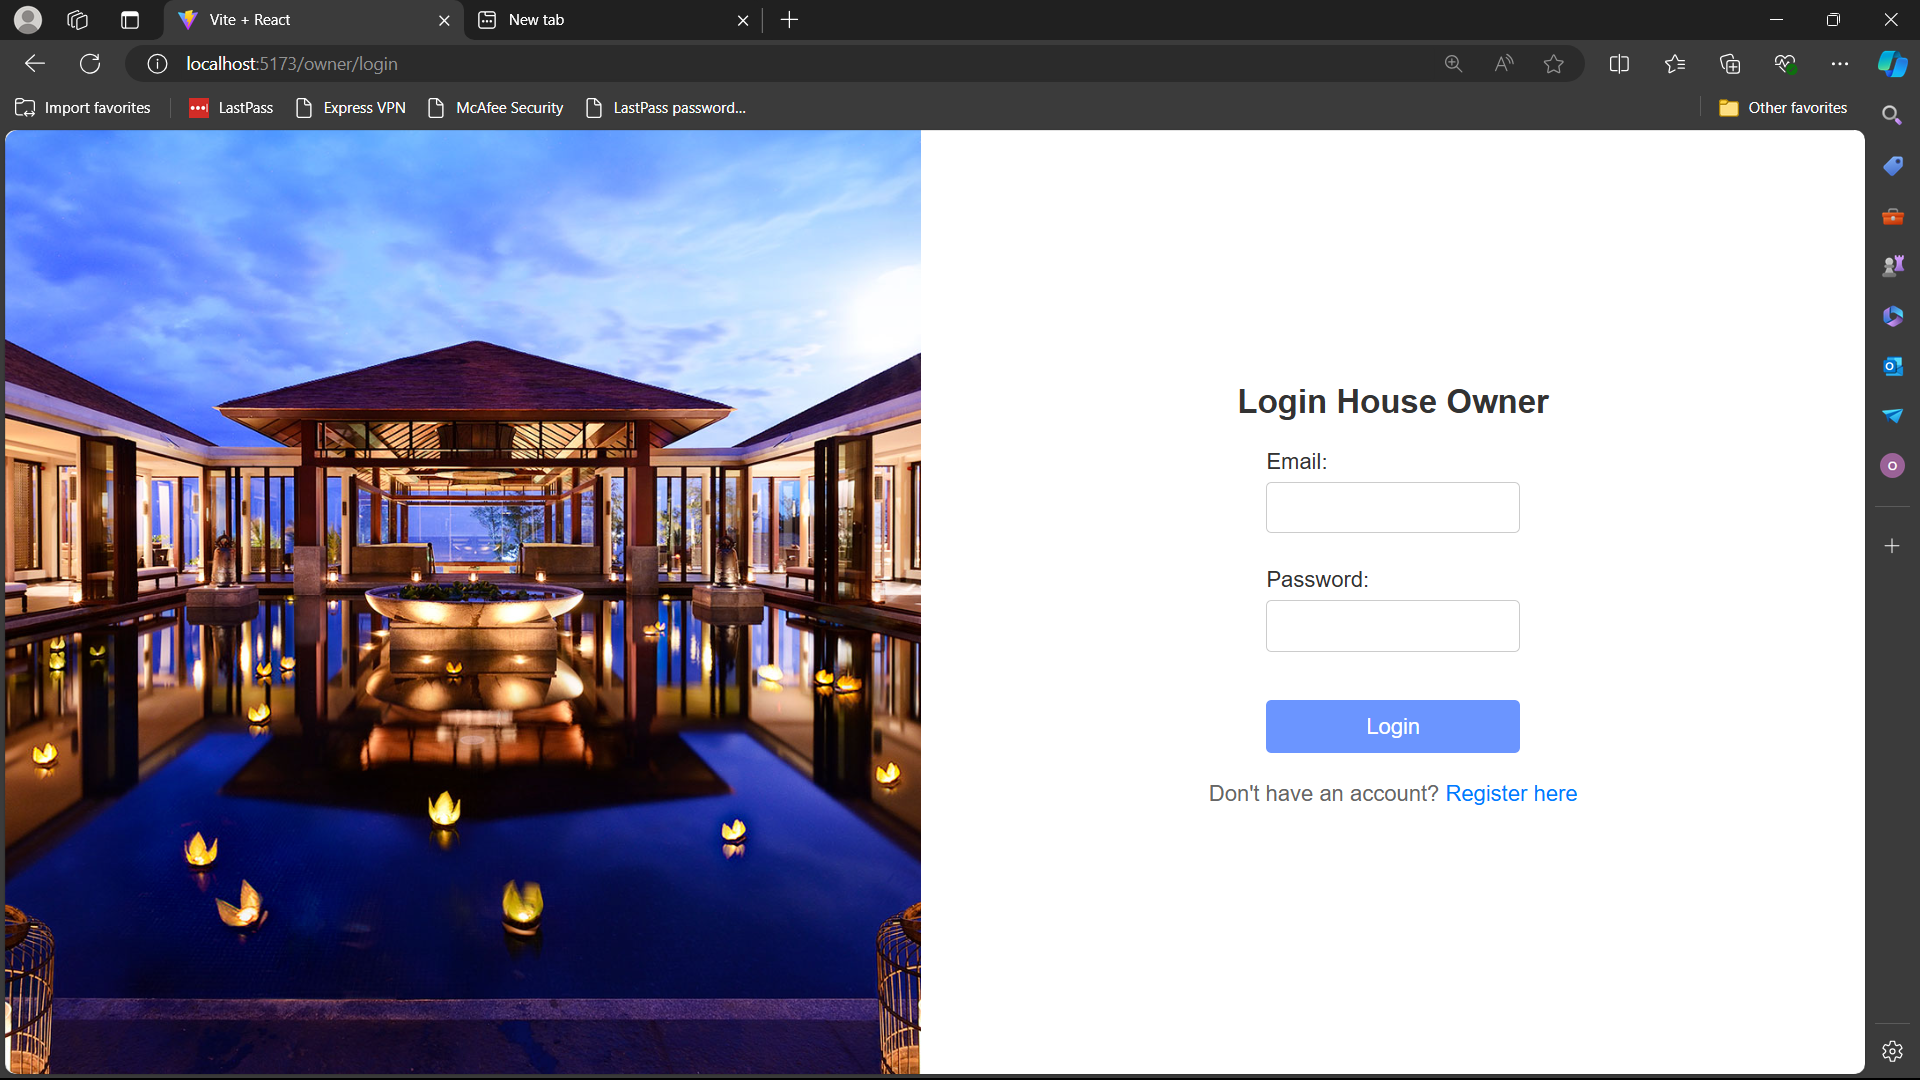 Vite + React
New tab
localhost:5173/owner/login
Import favorites
LastPass
Express VPN
McAfee Security
LastPass password...
Other favorites
Login House Owner
Email:
Password:
Login
Don't have an account? Register here
O